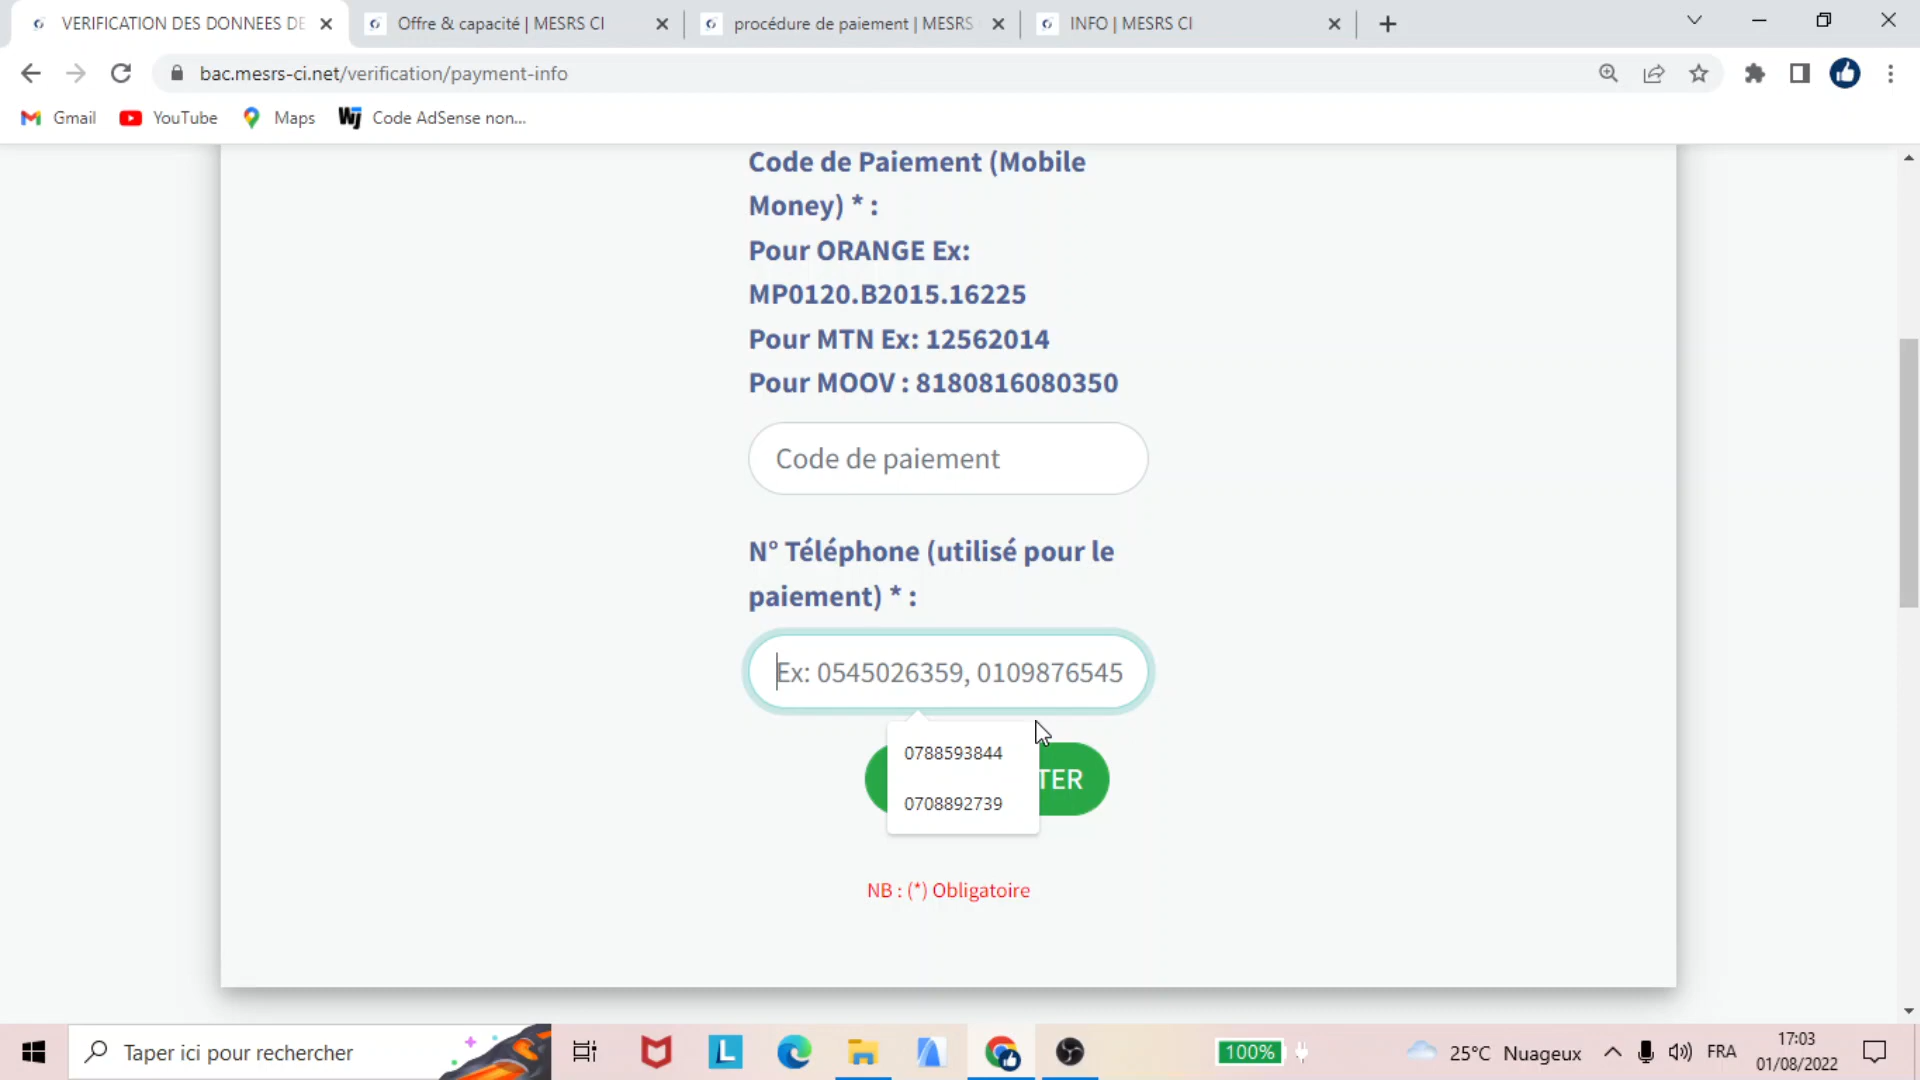 VERIFICATION DES DONNEES DE
Offre & capacité | MESRS CI
procédure de paiement | MESRS
INFO | MESRS CI
bac.mesrs-ci.net/verification/payment-info
Gmail
YouTube
Maps
Code AdSense non...
Code de Paiement (Mobile
Money) * :
Pour ORANGE Ex:
MP0120.B2015.16225
Pour MTN Ex: 12562014
Pour MOOV : 8180816080350
Code de paiement
N° Téléphone (utilisé pour le
paiement) * :
Ex: 0545026359, 0109876545
0788593844
TER
0708892739
NB : (*) Obligatoire
Taper ici pour rechercher
L
100%
25°C Nuageux
FRA
17:03
01/08/2022